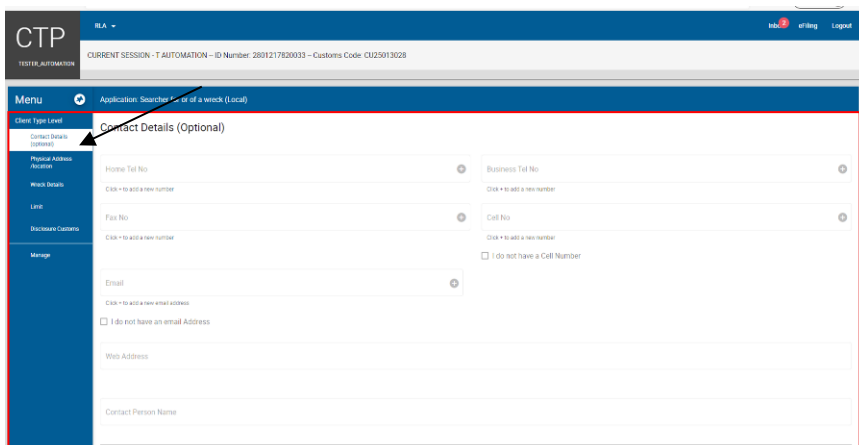 CTP
TESTER_AUTOMATION
RLA
2
eFiling
Logout
CURRENT SESSION - T AUTOMATION – ID Number: 2801217820033 – Customs Code: CU25013028
Menu
Application: Searcher for or of a wreck (Local)
Client Type Level
Contact Details
(optional)
Physical Address
/location
Wreck Details
Limit
Disclosure Customs
Manage
Contact Details (Optional)
Home Tel No
Business Tel No
Click + to add a new number
Click + to add a new number
Fax No
Cell No
Click + to add a new number
Click + to add a new number
I do not have a Cell Number
Email
Click + to add a new email address
I do not have an email Address
Web Address
Contact Person Name